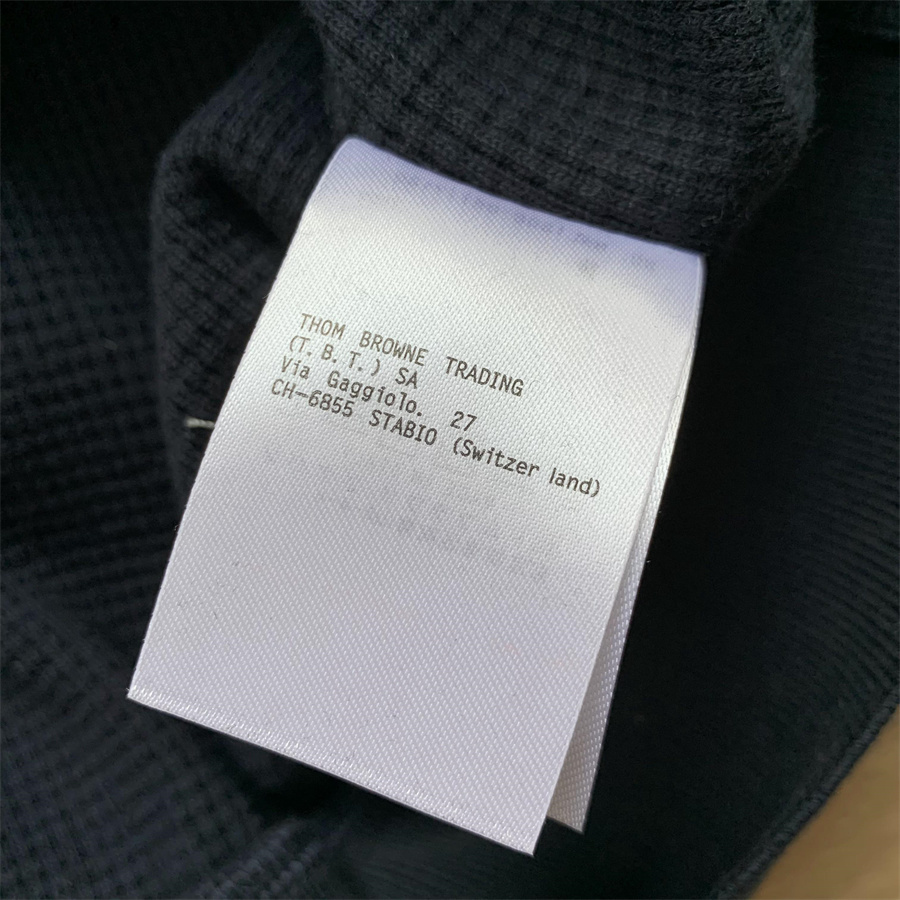 THOM BROWNE TRADING
(T. B. T. ) SA
Via Gaggiolo. 27
CH-6855 STABIO (Switzer land)